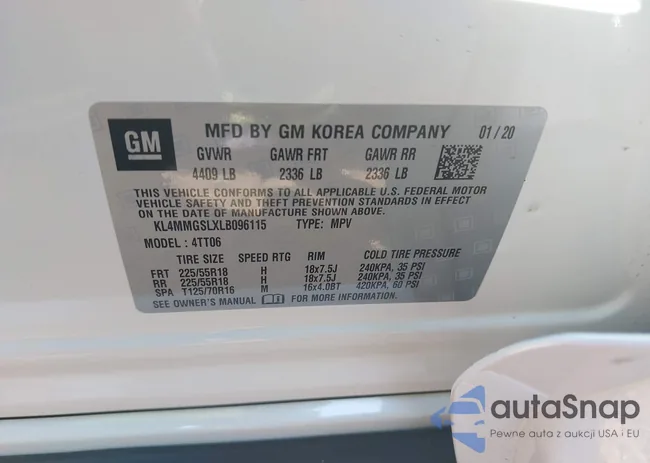 GM
MFD BY GM KOREA COMPANY 01/20
GVWR GAWR FRT GAWR RR
4409 LB 2336 LB 2336 LB
THIS VEHICLE CONFORMS TO ALL APPLICABLE U.S. FEDERAL MOTOR
VEHICLE SAFETY AND THEFT PREVENTION STANDARDS IN EFFECT
ON THE DATE OF MANUFACTURE SHOWN ABOVE.
KL4MMGSLXLB096115 TYPE: MPV
MODEL: 4TT06
TIRE SIZE SPEED RTG RIM COLD TIRE PRESSURE
FRT 225/55R18 H 18x7.5J 240KPA, 35 PSI
RR 225/55R18 H 18x7.5J 240KPA, 35 PSI
SPA T125/70R16 M 16x4.0BT 420KPA, 60 PSI
SEE OWNER'S MANUAL FOR MORE INFORMATION.
autaSnap
Pewne auta z aukcji USA i EU